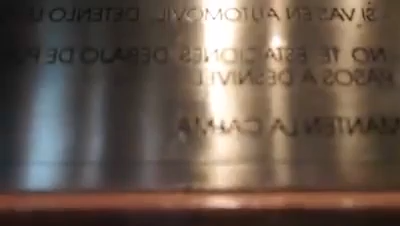 SI VAS EN AUTOMOVIL, DETENLO
- NO TE ESTACIONES DEBAJO DE
PASOS A DESNIVEL
MANTEN LA CALMA